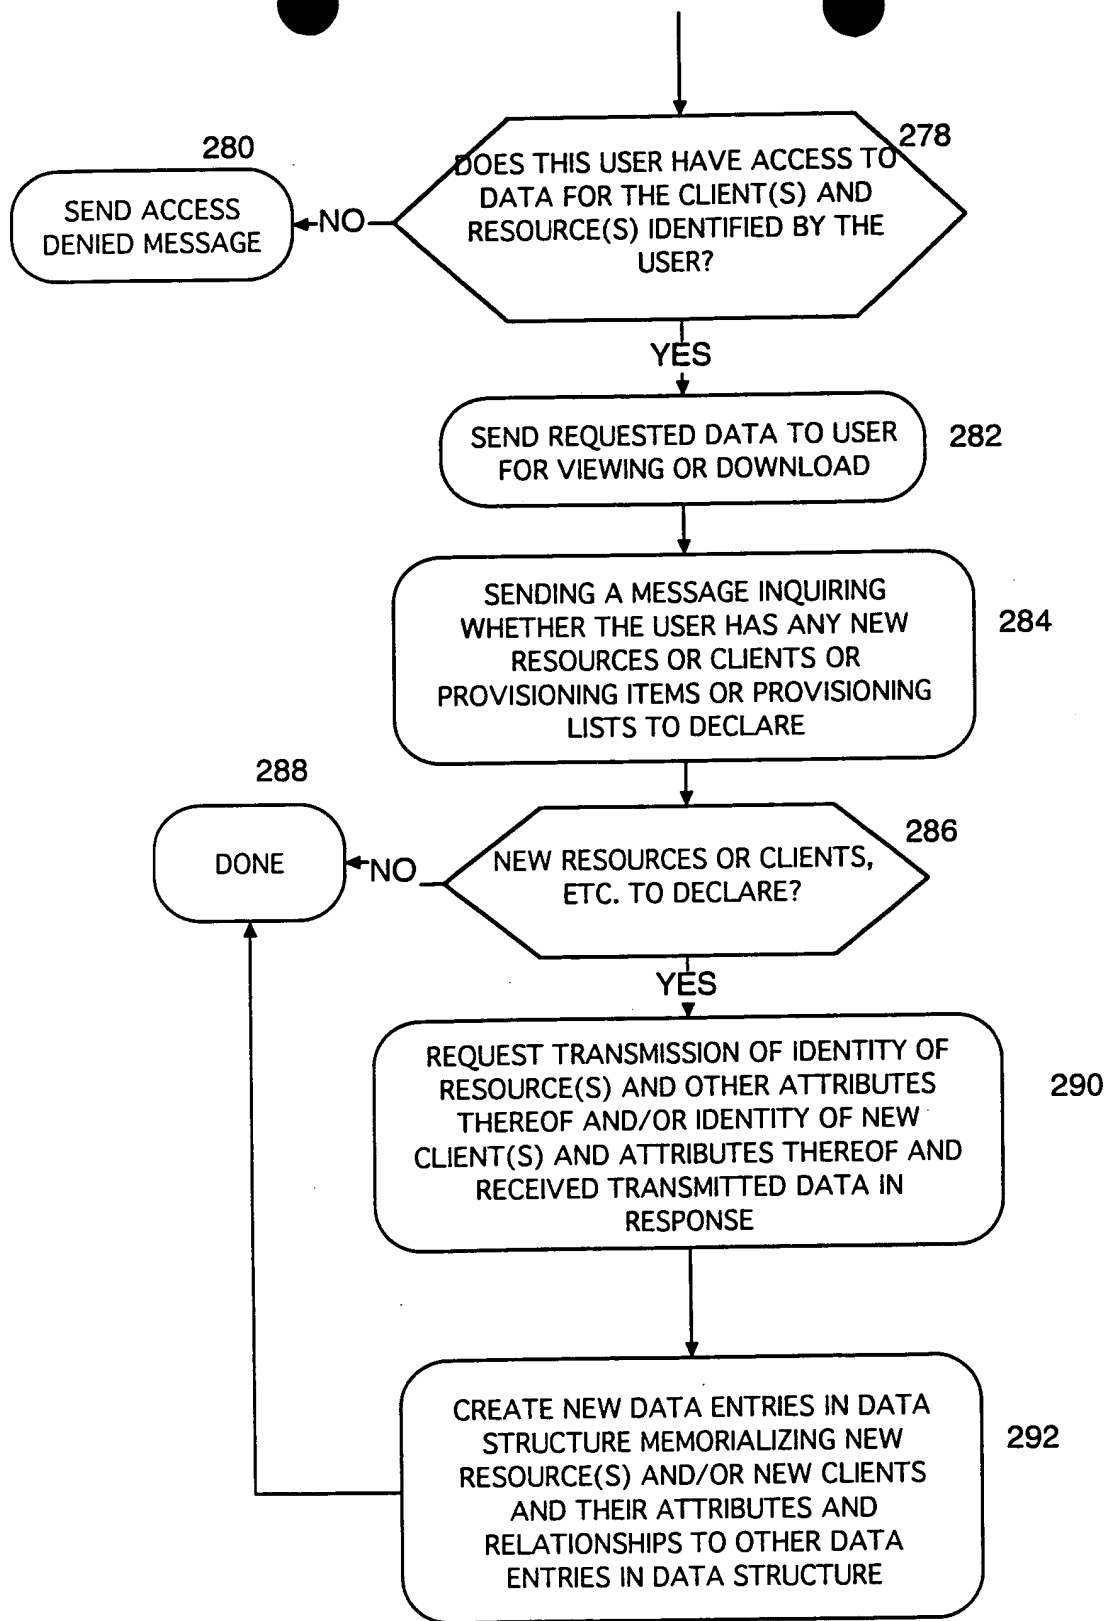 278
DOES THIS USER HAVE ACCESS TO
DATA FOR THE CLIENT(S) AND
RESOURCE(S) IDENTIFIED BY THE
USER?
280
SEND ACCESS
DENIED MESSAGE
NO
YES
SEND REQUESTED DATA TO USER
FOR VIEWING OR DOWNLOAD
282
SENDING A MESSAGE INQUIRING
WHETHER THE USER HAS ANY NEW
RESOURCES OR CLIENTS OR
PROVISIONING ITEMS OR PROVISIONING
LISTS TO DECLARE
284
288
DONE
NO
286
NEW RESOURCES OR CLIENTS,
ETC. TO DECLARE?
YES
REQUEST TRANSMISSION OF IDENTITY OF
RESOURCE(S) AND OTHER ATTRIBUTES
THEREOF AND/OR IDENTITY OF NEW
CLIENT(S) AND ATTRIBUTES THEREOF AND
RECEIVED TRANSMITTED DATA IN
RESPONSE
290
CREATE NEW DATA ENTRIES IN DATA
STRUCTURE MEMORIALIZING NEW
RESOURCE(S) AND/OR NEW CLIENTS
AND THEIR ATTRIBUTES AND
RELATIONSHIPS TO OTHER DATA
ENTRIES IN DATA STRUCTURE
292